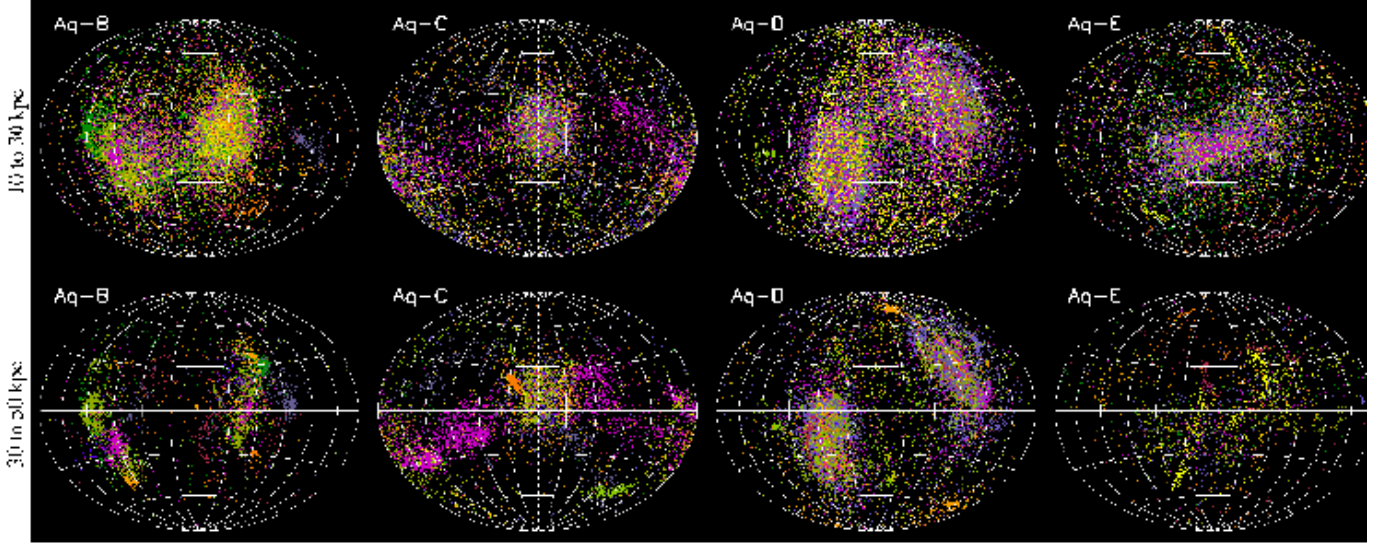 Aq-B Aq-C Aq-D Aq-E
10 to 30 kpc
Aq-B Aq-C Aq-D Aq-E
30 to 50 kpc